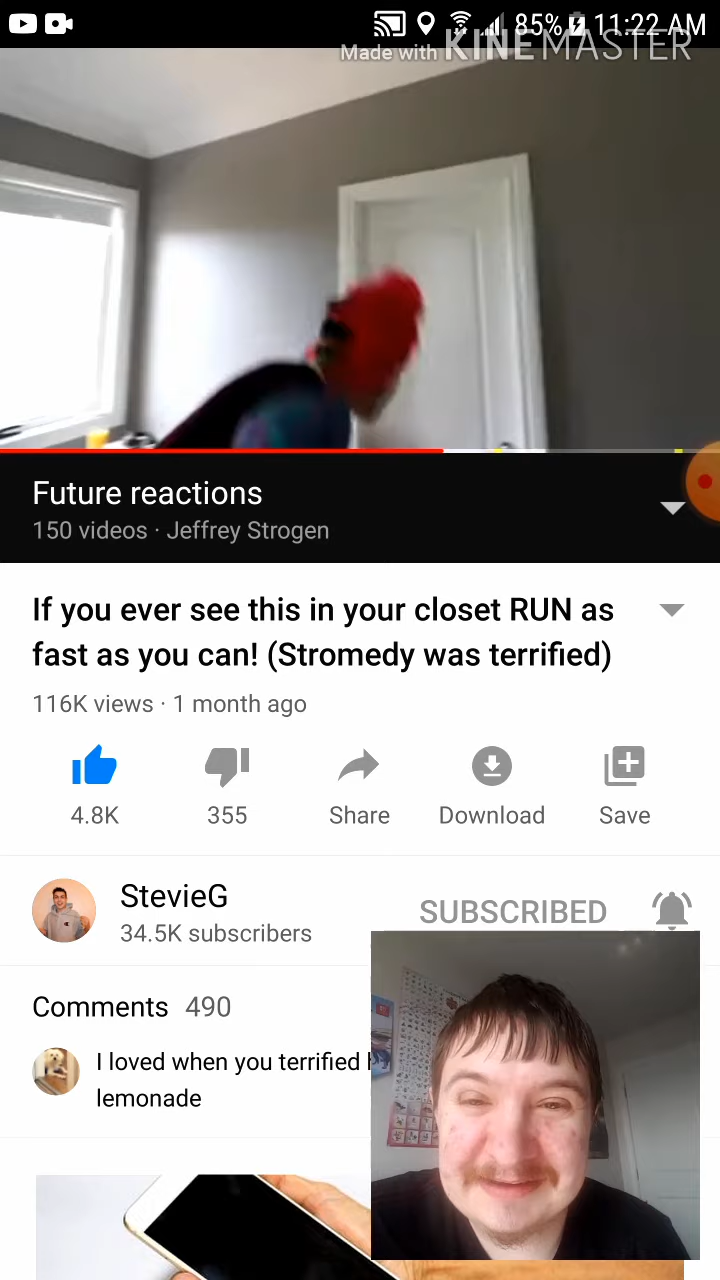 85% 11:22 AM
Made with KINEMASTER
Future reactions
150 videos · Jeffrey Strogen
If you ever see this in your closet RUN as
fast as you can! (Stromedy was terrified)
116K views · 1 month ago
4.8K 355 Share Download Save
StevieG
34.5K subscribers
SUBSCRIBED
Comments 490
I loved when you terrified
lemonade